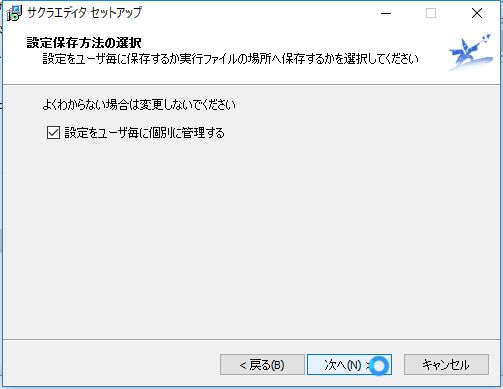 サクラエディタ セットアップ
設定保存方法の選択
設定をユーザ毎に保存するか実行ファイルの場所へ保存するかを選択してください
よくわからない場合は変更しないでください
設定をユーザ毎に個別に管理する
< 戻る(B)
次へ(N) >
キャンセル